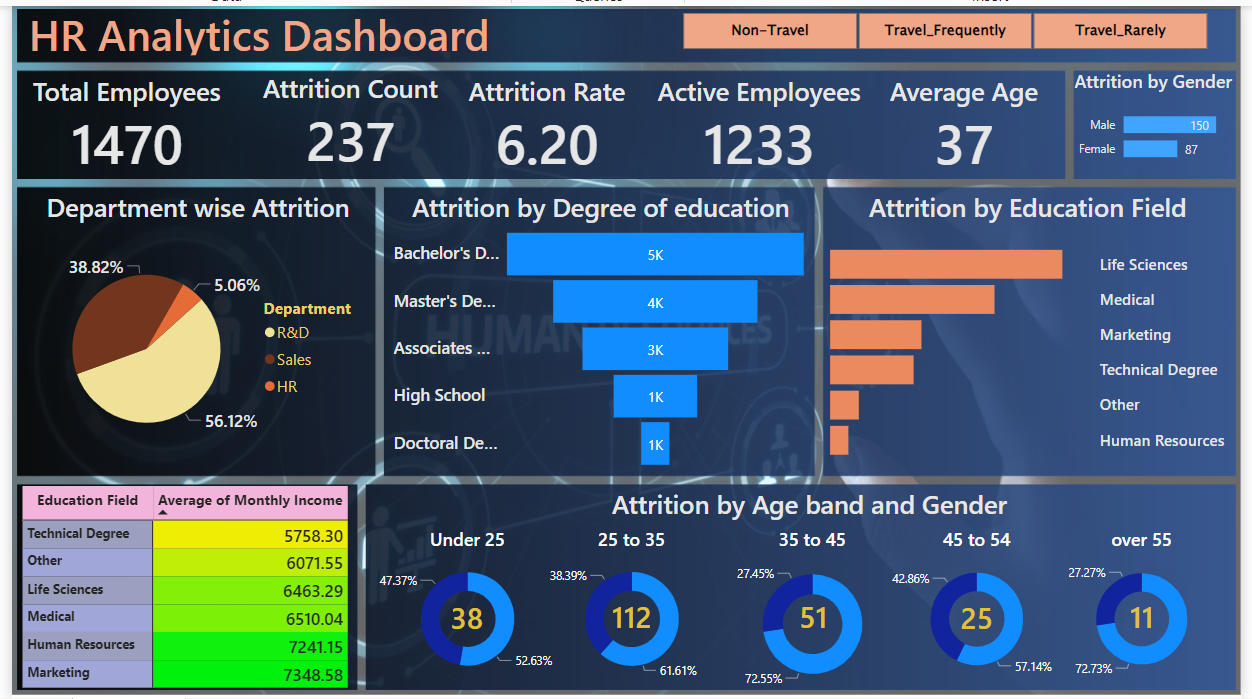 HR Analytics Dashboard
Non-Travel
Travel_Frequently
Travel_Rarely
Total Employees
1470
Attrition Count
237
Attrition Rate
6.20
Active Employees
1233
Average Age
37
Attrition by Gender
Male 150
Female 87
Department wise Attrition
38.82%
5.06%
56.12%
Department
R&D
Sales
HR
Attrition by Degree of education
Bachelor's D... 5K
Master's De... 4K
Associates ... 3K
High School 1K
Doctoral De... 1K
Attrition by Education Field
Life Sciences
Medical
Marketing
Technical Degree
Other
Human Resources
Education Field Average of Monthly Income
Technical Degree 5758.30
Other 6071.55
Life Sciences 6463.29
Medical 6510.04
Human Resources 7241.15
Marketing 7348.58
Attrition by Age band and Gender
Under 25
47.37%
38
52.63%
25 to 35
38.39%
112
61.61%
35 to 45
27.45%
51
72.55%
45 to 54
42.86%
25
57.14%
over 55
27.27%
11
72.73%